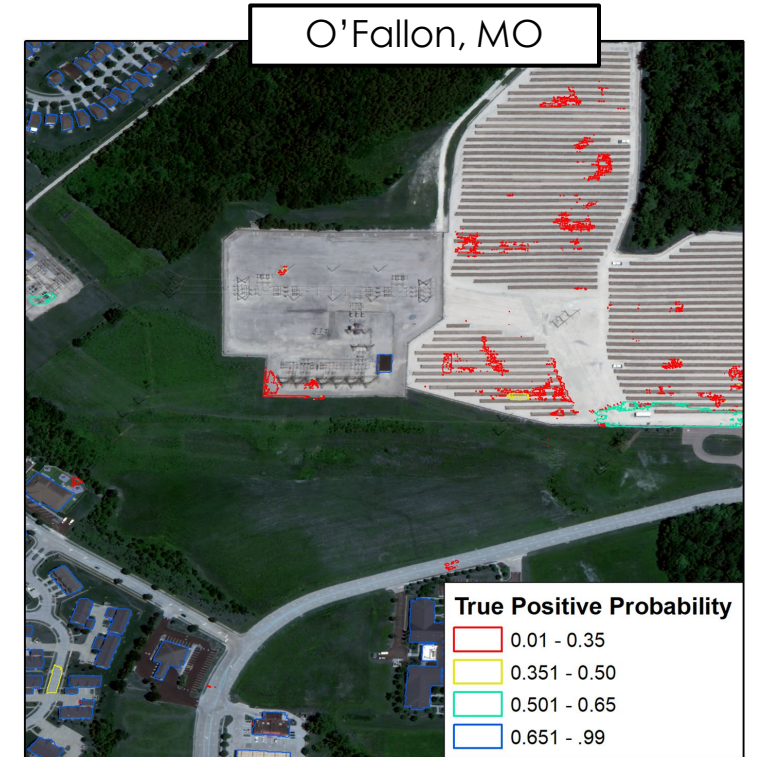 O'Fallon, MO
True Positive Probability
0.01 - 0.35
0.351 - 0.50
0.501 - 0.65
0.651 - .99